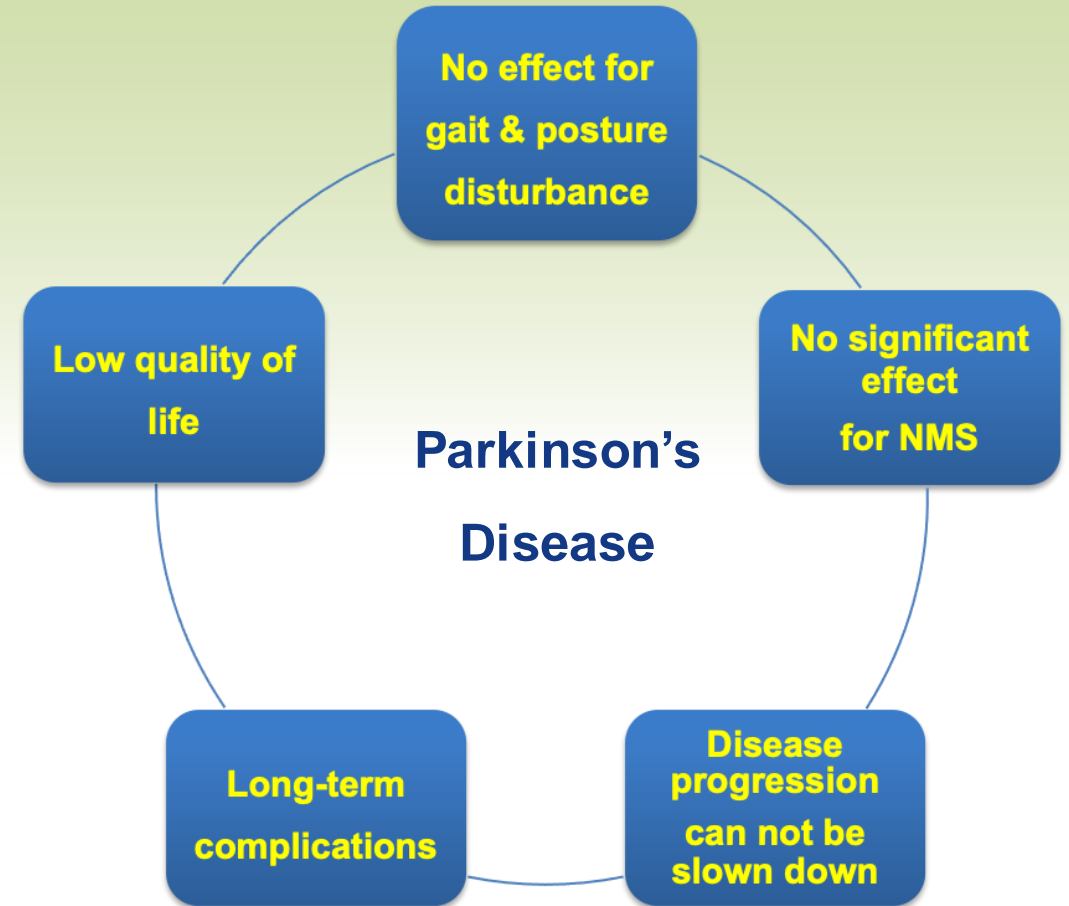 No effect for
gait & posture
disturbance
No significant
effect
for NMS
Low quality of
life
Parkinson’s
Disease
Long-term
complications
Disease
progression
can not be
slown down